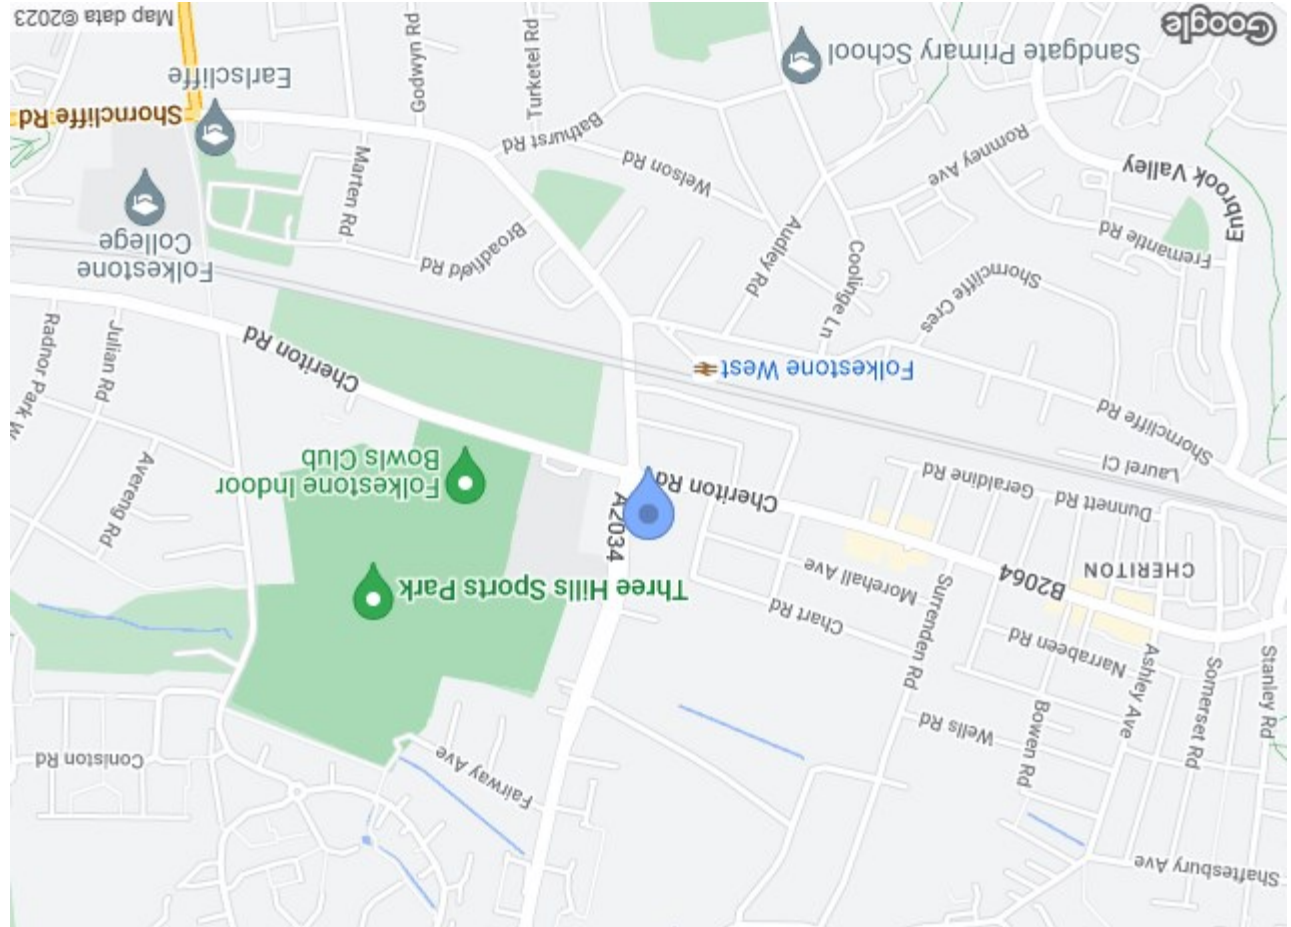 Shaftesbury Ave
Fairway Ave
Coniston Rd
Stanley Rd
Somerset Rd
Ashley Ave
Bowen Rd
Wells Rd
Surrenden Rd
Narrabeen Rd
Chart Rd
CHERITON
B2064
Morehall Ave
Three Hills Sports Park
A2034
Dunnett Rd
Geraldine Rd
Cheriton Rd
Folkestone Indoor
Bowls Club
Avereng Rd
Laurel Cl
Shorncliffe Rd
Folkestone West
Cheriton Rd
Julian Rd
Radnor Park W
Shorncliffe Cres
Coolinge Ln
Audley Rd
Broadfield Rd
Folkestone
College
Fremantle Rd
Enbrook Valley
Romney Ave
Welson Rd
Bathurst Rd
Marten Rd
Shorncliffe Rd
Earlscliffe
Sandgate Primary School
Turketel Rd
Godwyn Rd
Google
Map data ©2023